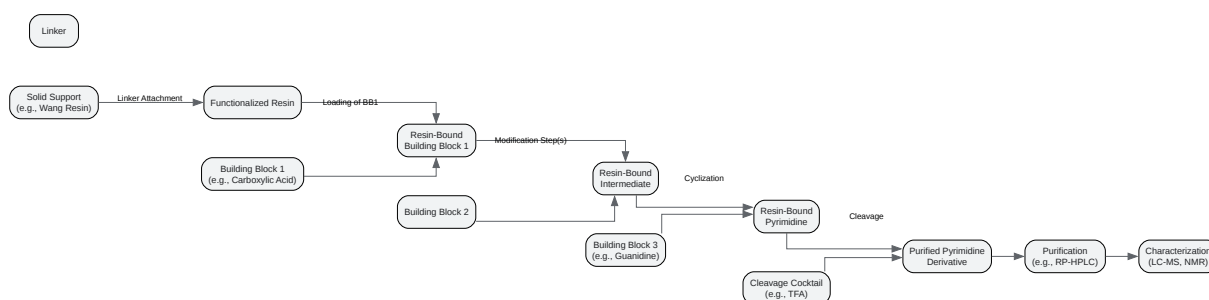 Linker
Solid Support
(e.g., Wang Resin)
Linker Attachment
Functionalized Resin
Loading of BB1
Resin-Bound
Building Block 1
Modification Step(s)
Building Block 1
(e.g., Carboxylic Acid)
Resin-Bound
Intermediate
Cyclization
Building Block 2
Resin-Bound
Pyrimidine
Cleavage
Building Block 3
(e.g., Guanidine)
Purified Pyrimidine
Derivative
Purification
(e.g., RP-HPLC)
Characterization
(LC-MS, NMR)
Cleavage Cocktail
(e.g., TFA)